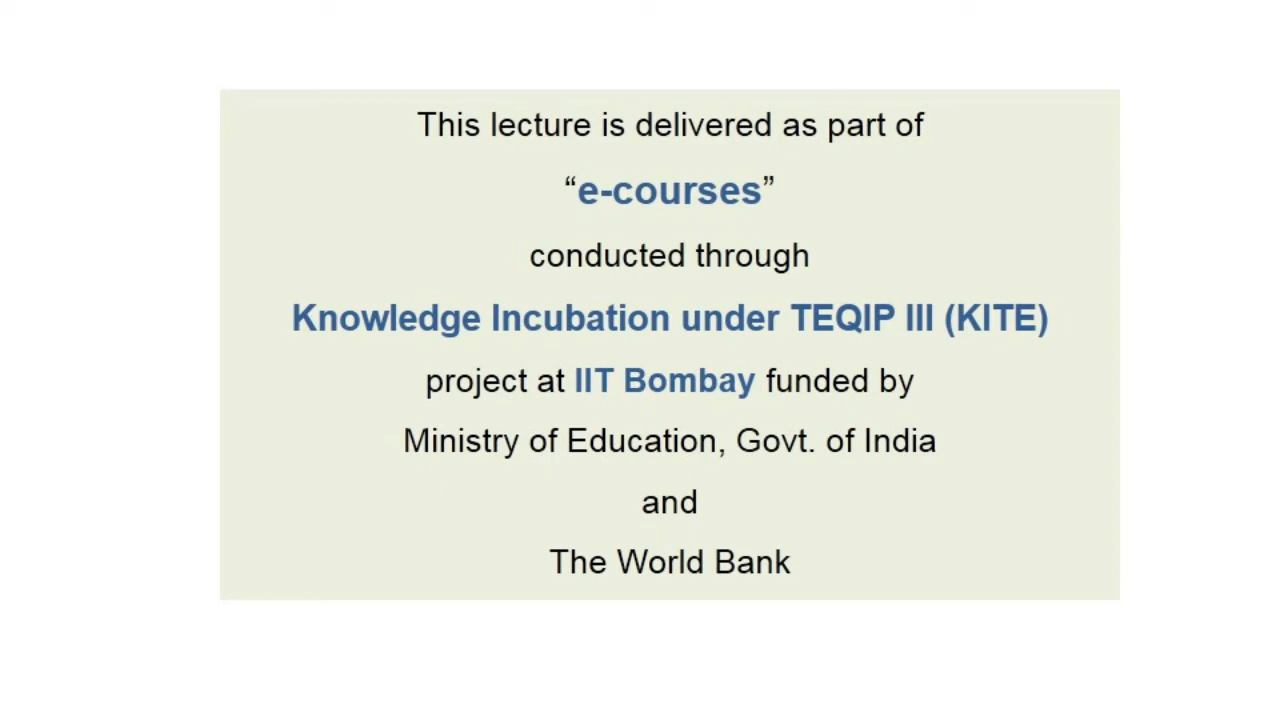 This lecture is delivered as part of
“e-courses”
conducted through
Knowledge Incubation under TEQIP III (KITE)
project at IIT Bombay funded by
Ministry of Education, Govt. of India
and
The World Bank